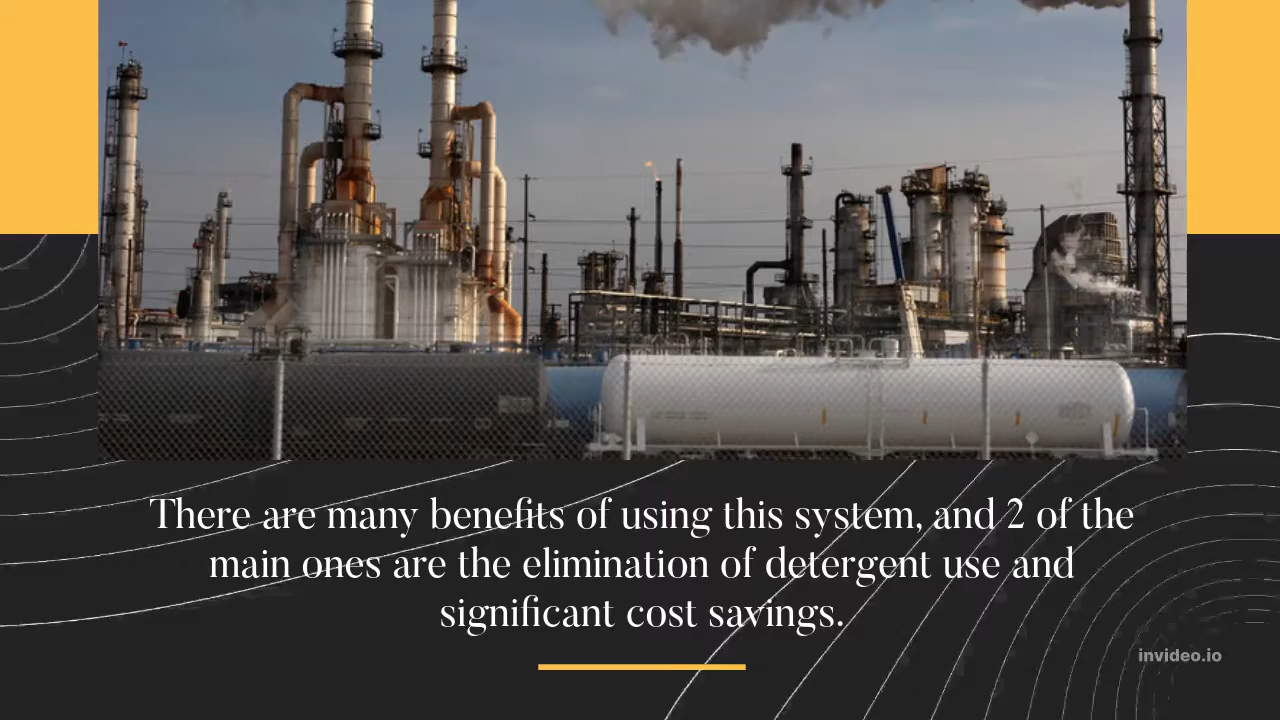 There are many benefits of using this system, and 2 of the
main ones are the elimination of detergent use and
significant cost savings.
invideo.io